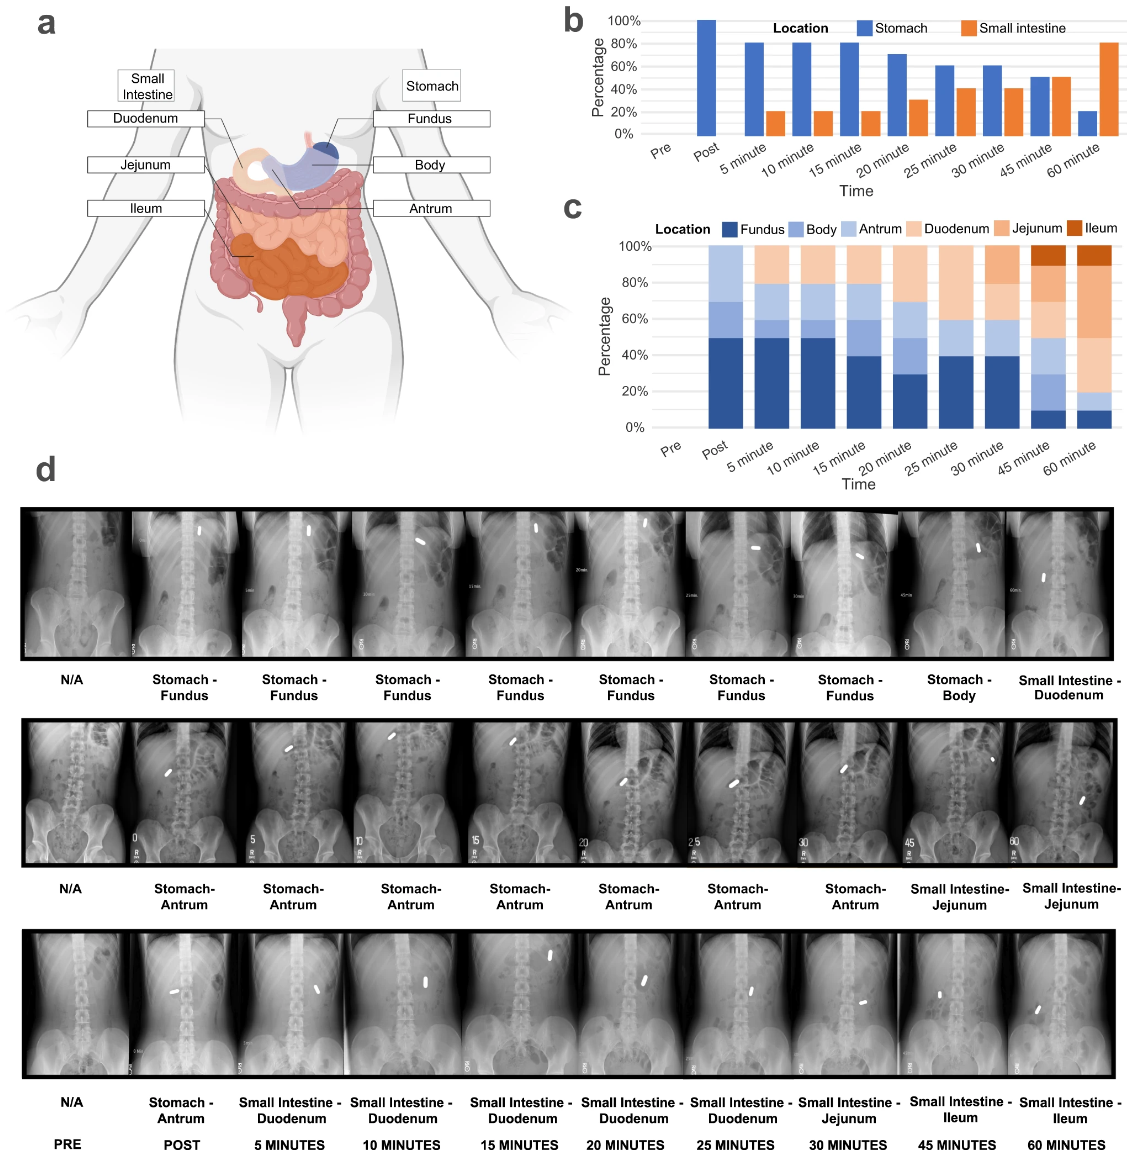 a
Small
Intestine
Stomach
Duodenum
Fundus
Jejunum
Body
Ileum
Antrum
b
Location
Stomach
Small intestine
Percentage
100%
80%
60%
40%
20%
0%
Pre
Post
5 minute
10 minute
15 minute
20 minute
25 minute
30 minute
45 minute
60 minute
Time
c
Location
Fundus
Body
Antrum
Duodenum
Jejunum
Ileum
Percentage
100%
80%
60%
40%
20%
0%
Pre
Post
5 minute
10 minute
15 minute
20 minute
25 minute
30 minute
45 minute
60 minute
Time
d
N/A
Stomach -
Fundus
Stomach -
Fundus
Stomach -
Fundus
Stomach -
Fundus
Stomach -
Fundus
Stomach -
Fundus
Stomach -
Fundus
Stomach -
Body
Small Intestine -
Duodenum
0
5
10
15
20
25
30
45
60
N/A
Stomach-
Antrum
Stomach-
Antrum
Stomach-
Antrum
Stomach-
Antrum
Stomach-
Antrum
Stomach-
Antrum
Stomach-
Antrum
Small Intestine-
Jejunum
Small Intestine-
Jejunum
N/A
Stomach -
Antrum
Small Intestine -
Duodenum
Small Intestine -
Duodenum
Small Intestine -
Duodenum
Small Intestine -
Duodenum
Small Intestine -
Duodenum
Small Intestine -
Jejunum
Small Intestine -
Ileum
Small Intestine -
Ileum
PRE
POST
5 MINUTES
10 MINUTES
15 MINUTES
20 MINUTES
25 MINUTES
30 MINUTES
45 MINUTES
60 MINUTES